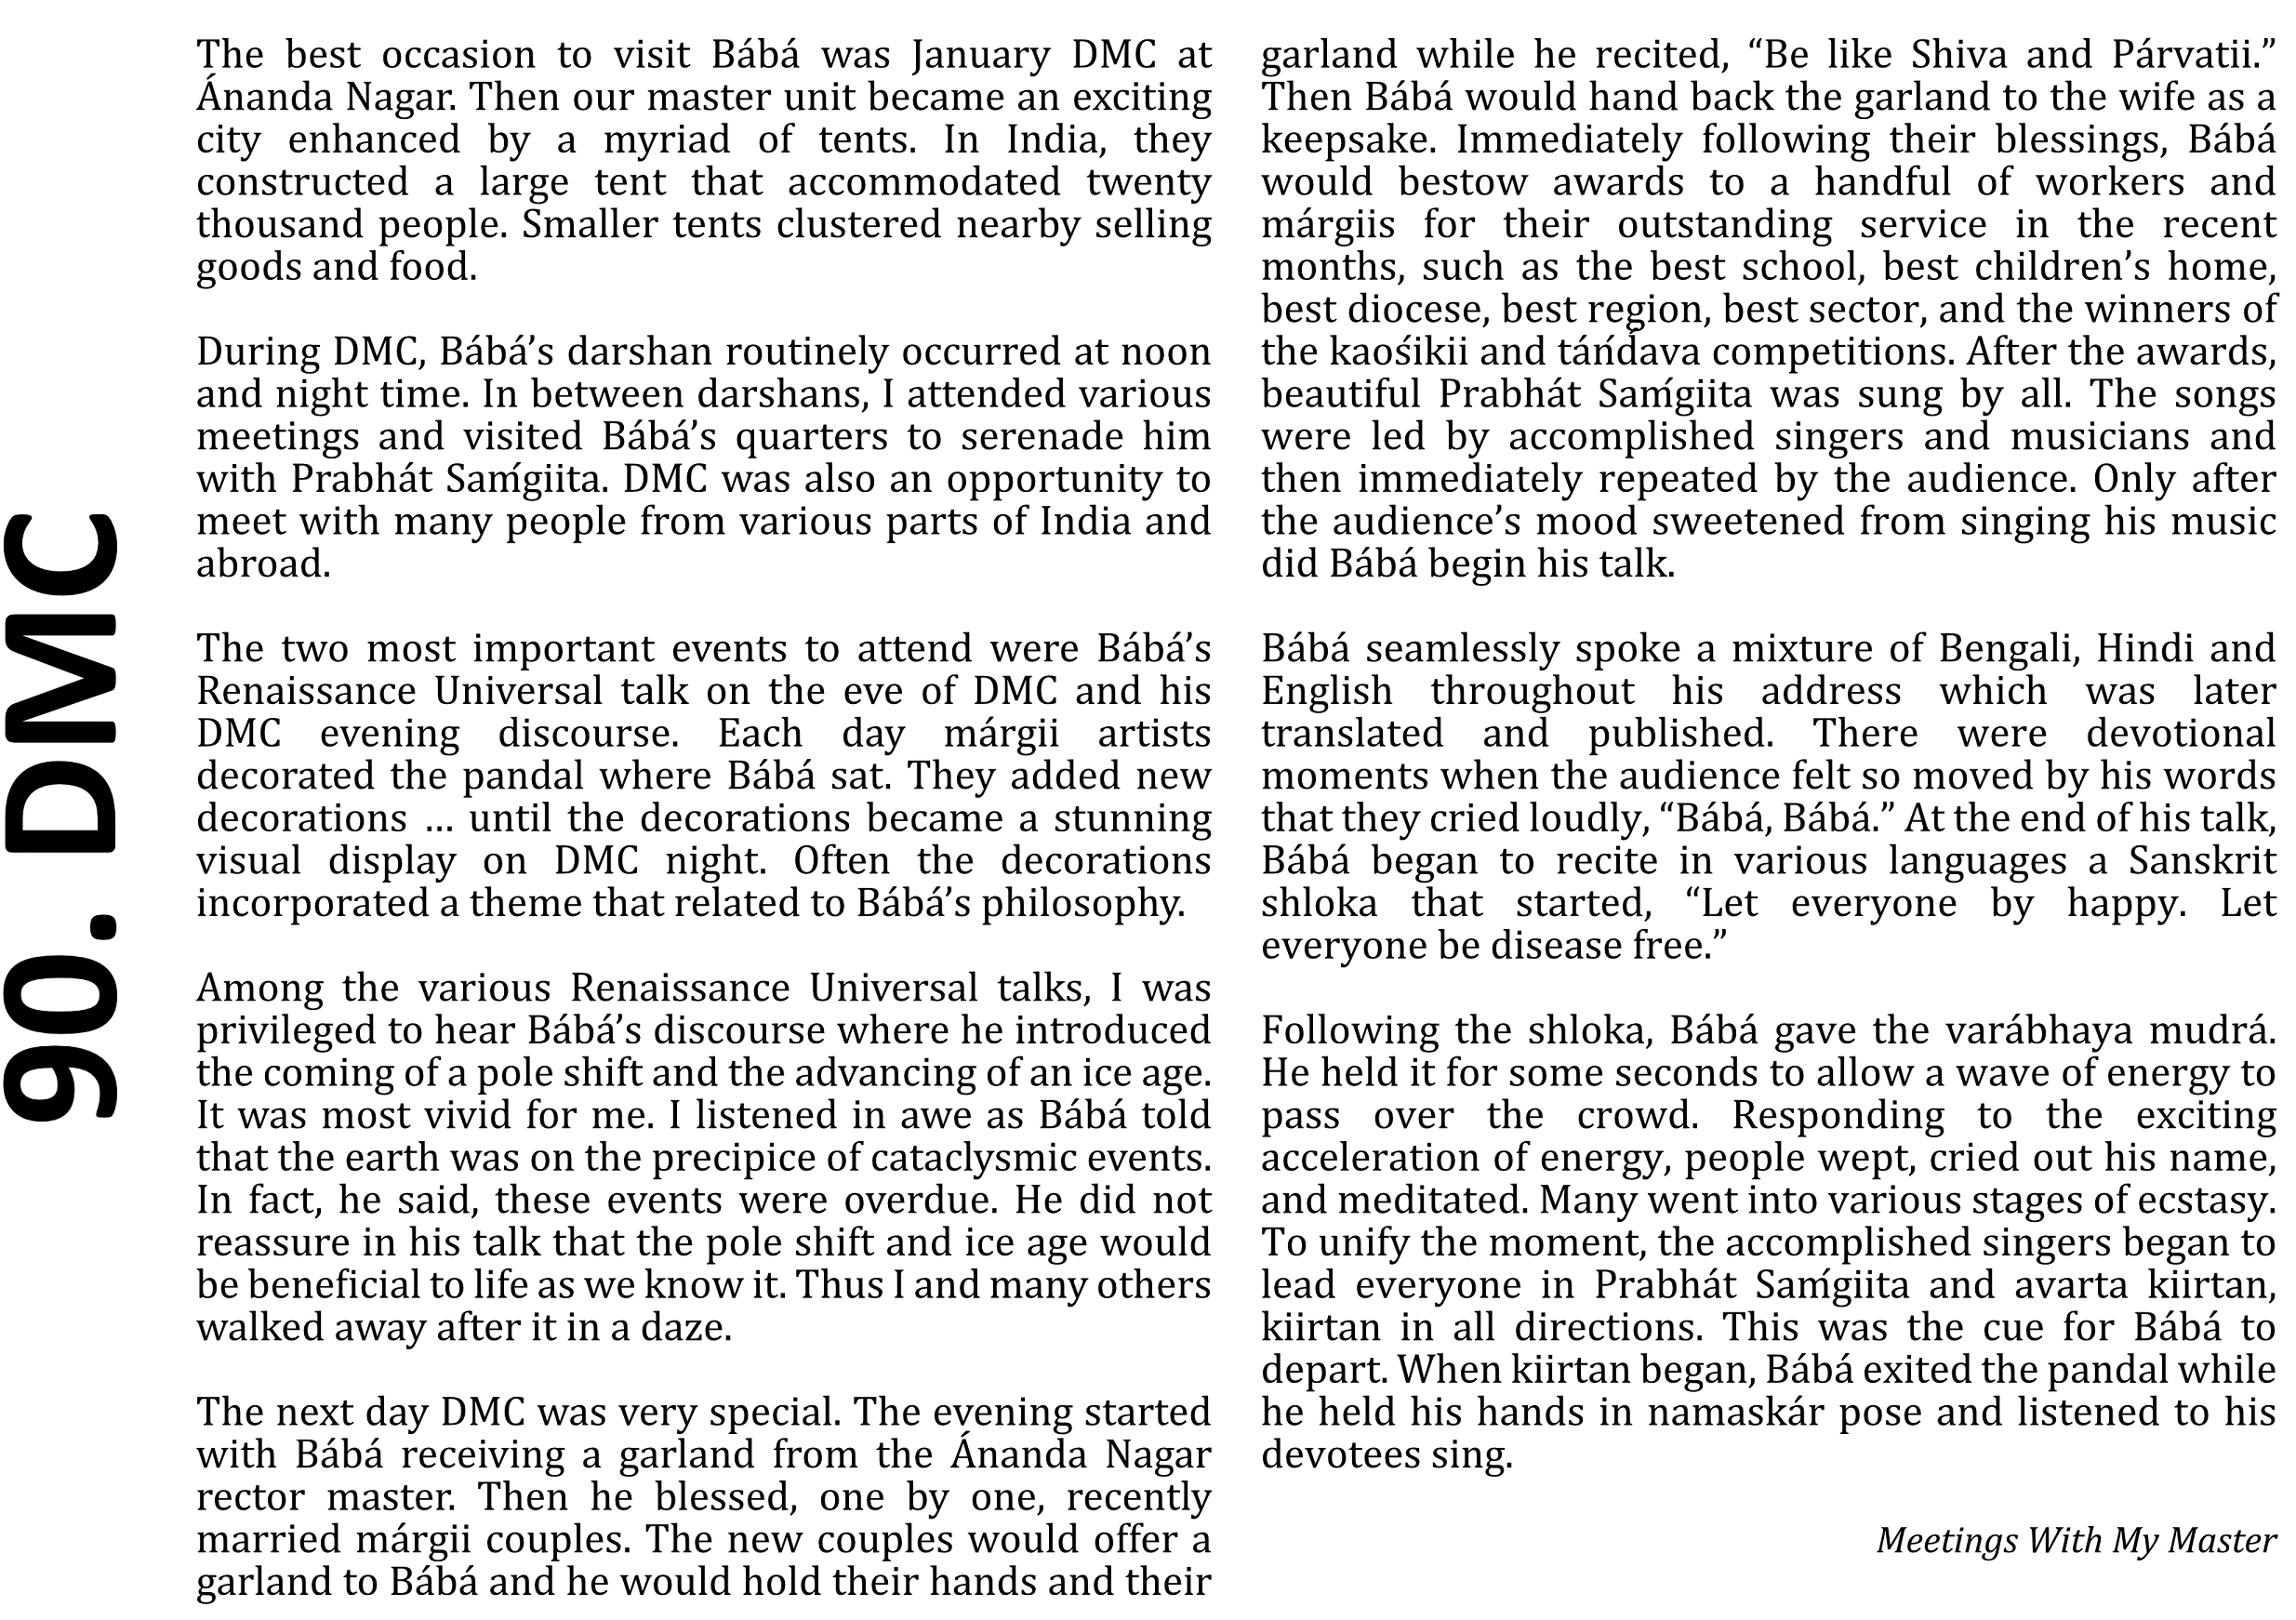 90. DMC
The best occasion to visit Bábá was January DMC at
Ánanda Nagar. Then our master unit became an exciting
city enhanced by a myriad of tents. In India, they
constructed a large tent that accommodated twenty
thousand people. Smaller tents clustered nearby selling
goods and food.
During DMC, Bábá’s darshan routinely occurred at noon
and night time. In between darshans, I attended various
meetings and visited Bábá’s quarters to serenade him
with Prabhát Saḿgiita. DMC was also an opportunity to
meet with many people from various parts of India and
abroad.
The two most important events to attend were Bábá’s
Renaissance Universal talk on the eve of DMC and his
DMC evening discourse. Each day márgii artists
decorated the pandal where Bábá sat. They added new
decorations … until the decorations became a stunning
visual display on DMC night. Often the decorations
incorporated a theme that related to Bábá’s philosophy.
Among the various Renaissance Universal talks, I was
privileged to hear Bábá’s discourse where he introduced
the coming of a pole shift and the advancing of an ice age.
It was most vivid for me. I listened in awe as Bábá told
that the earth was on the precipice of cataclysmic events.
In fact, he said, these events were overdue. He did not
reassure in his talk that the pole shift and ice age would
be beneficial to life as we know it. Thus I and many others
walked away after it in a daze.
The next day DMC was very special. The evening started
with Bábá receiving a garland from the Ánanda Nagar
rector master. Then he blessed, one by one, recently
married márgii couples. The new couples would offer a
garland to Bábá and he would hold their hands and their
garland while he recited, “Be like Shiva and Párvatii.”
Then Bábá would hand back the garland to the wife as a
keepsake. Immediately following their blessings, Bábá
would bestow awards to a handful of workers and
márgiis for their outstanding service in the recent
months, such as the best school, best children’s home,
best diocese, best region, best sector, and the winners of
the kaośikii and táńd́ava competitions. After the awards,
beautiful Prabhát Saḿgiita was sung by all. The songs
were led by accomplished singers and musicians and
then immediately repeated by the audience. Only after
the audience’s mood sweetened from singing his music
did Bábá begin his talk.
Bábá seamlessly spoke a mixture of Bengali, Hindi and
English throughout his address which was later
translated and published. There were devotional
moments when the audience felt so moved by his words
that they cried loudly, “Bábá, Bábá.” At the end of his talk,
Bábá began to recite in various languages a Sanskrit
shloka that started, “Let everyone by happy. Let
everyone be disease free.”
Following the shloka, Bábá gave the varábhaya mudrá.
He held it for some seconds to allow a wave of energy to
pass over the crowd. Responding to the exciting
acceleration of energy, people wept, cried out his name,
and meditated. Many went into various stages of ecstasy.
To unify the moment, the accomplished singers began to
lead everyone in Prabhát Saḿgiita and avarta kiirtan,
kiirtan in all directions. This was the cue for Bábá to
depart. When kiirtan began, Bábá exited the pandal while
he held his hands in namaskár pose and listened to his
devotees sing.
Meetings With My Master